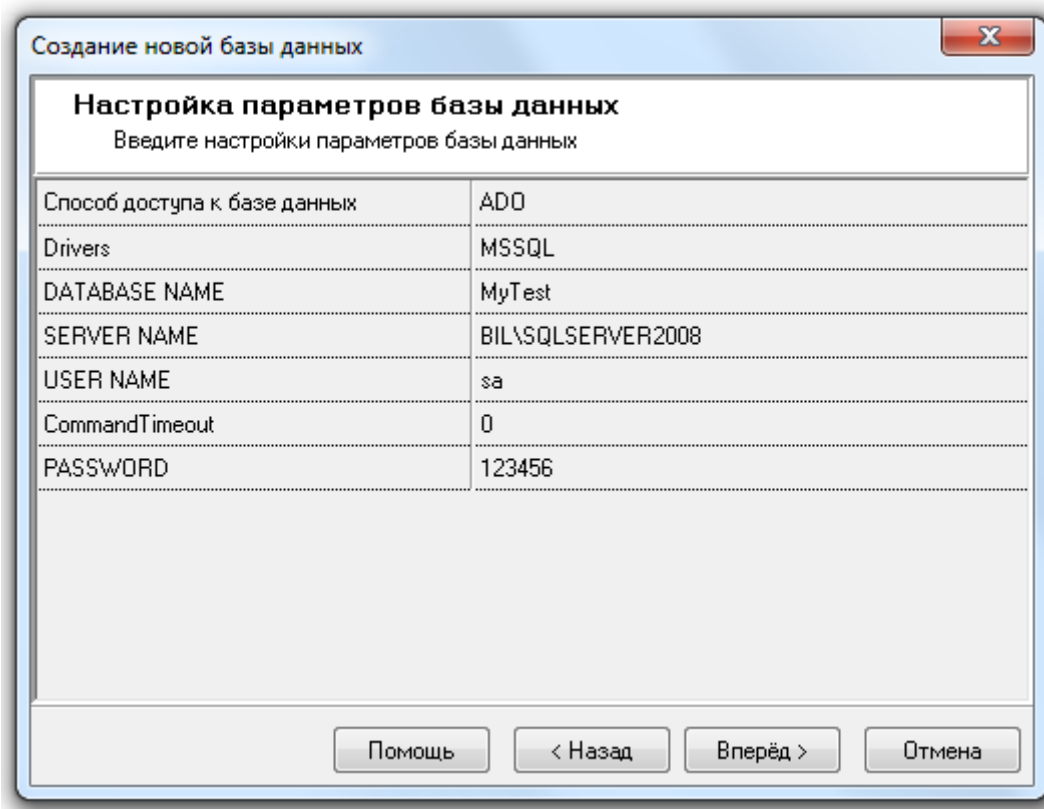 Создание новой базы данных
Настройка параметров базы данных
Введите настройки параметров базы данных
Способ доступа к базе данных ADO
Drivers MSSQL
DATABASE NAME MyTest
SERVER NAME BIL\SQLSERVER2008
USER NAME sa
CommandTimeout 0
PASSWORD 123456
Помощь < Назад Вперёд > Отмена